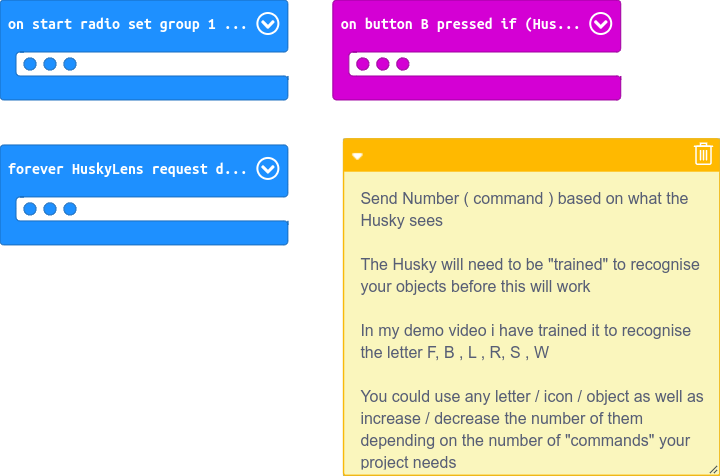 on start radio set group 1 ...
on button B pressed if (Hus...
forever HuskyLens request d...
Send Number ( command ) based on what the
Husky sees
The Husky will need to be "trained" to recognise
your objects before this will work
In my demo video i have trained it to recognise
the letter F, B , L , R, S , W
You could use any letter / icon / object as well as
increase / decrease the number of them
depending on the number of "commands" your
project needs